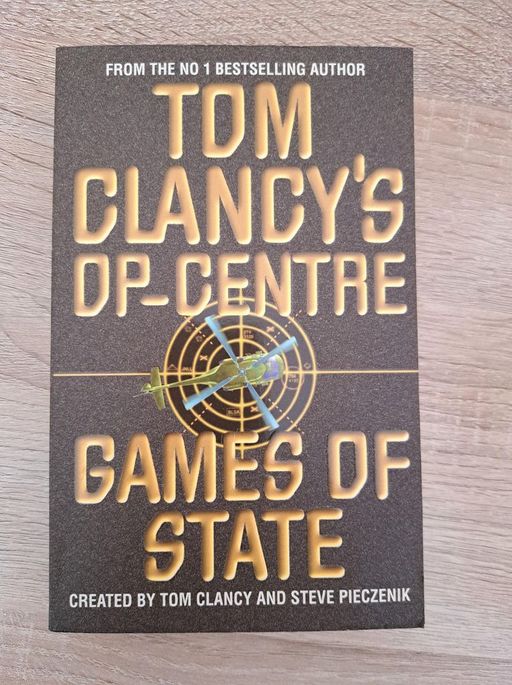 FROM THE NO 1 BESTSELLING AUTHOR
TOM
CLANCY'S
OP-CENTRE
GAMES OF
STATE
CREATED BY TOM CLANCY AND STEVE PIECZENIK